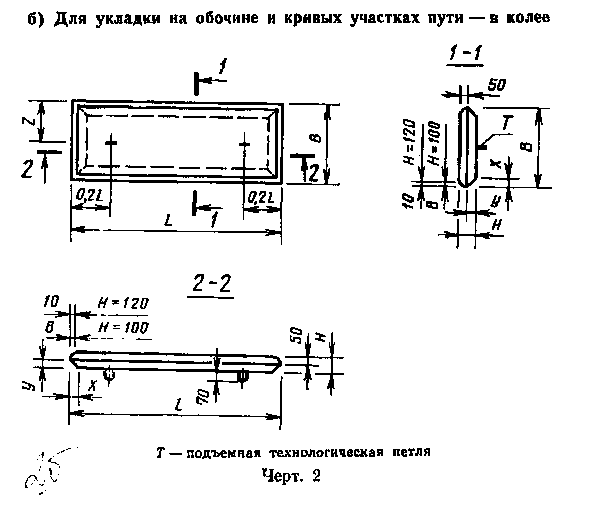 б) Для укладки на обочине и кривых участках пути — в колее
1-1
1
50
Z
В
2
2
0,2L
0,2L
L
1
H=120
H=100
T
В
X
10
8
У
Н
2-2
10 H=120
8 H=100
50
Н
У
X
70
L
Т — подъемная технологическая петля
Черт. 2